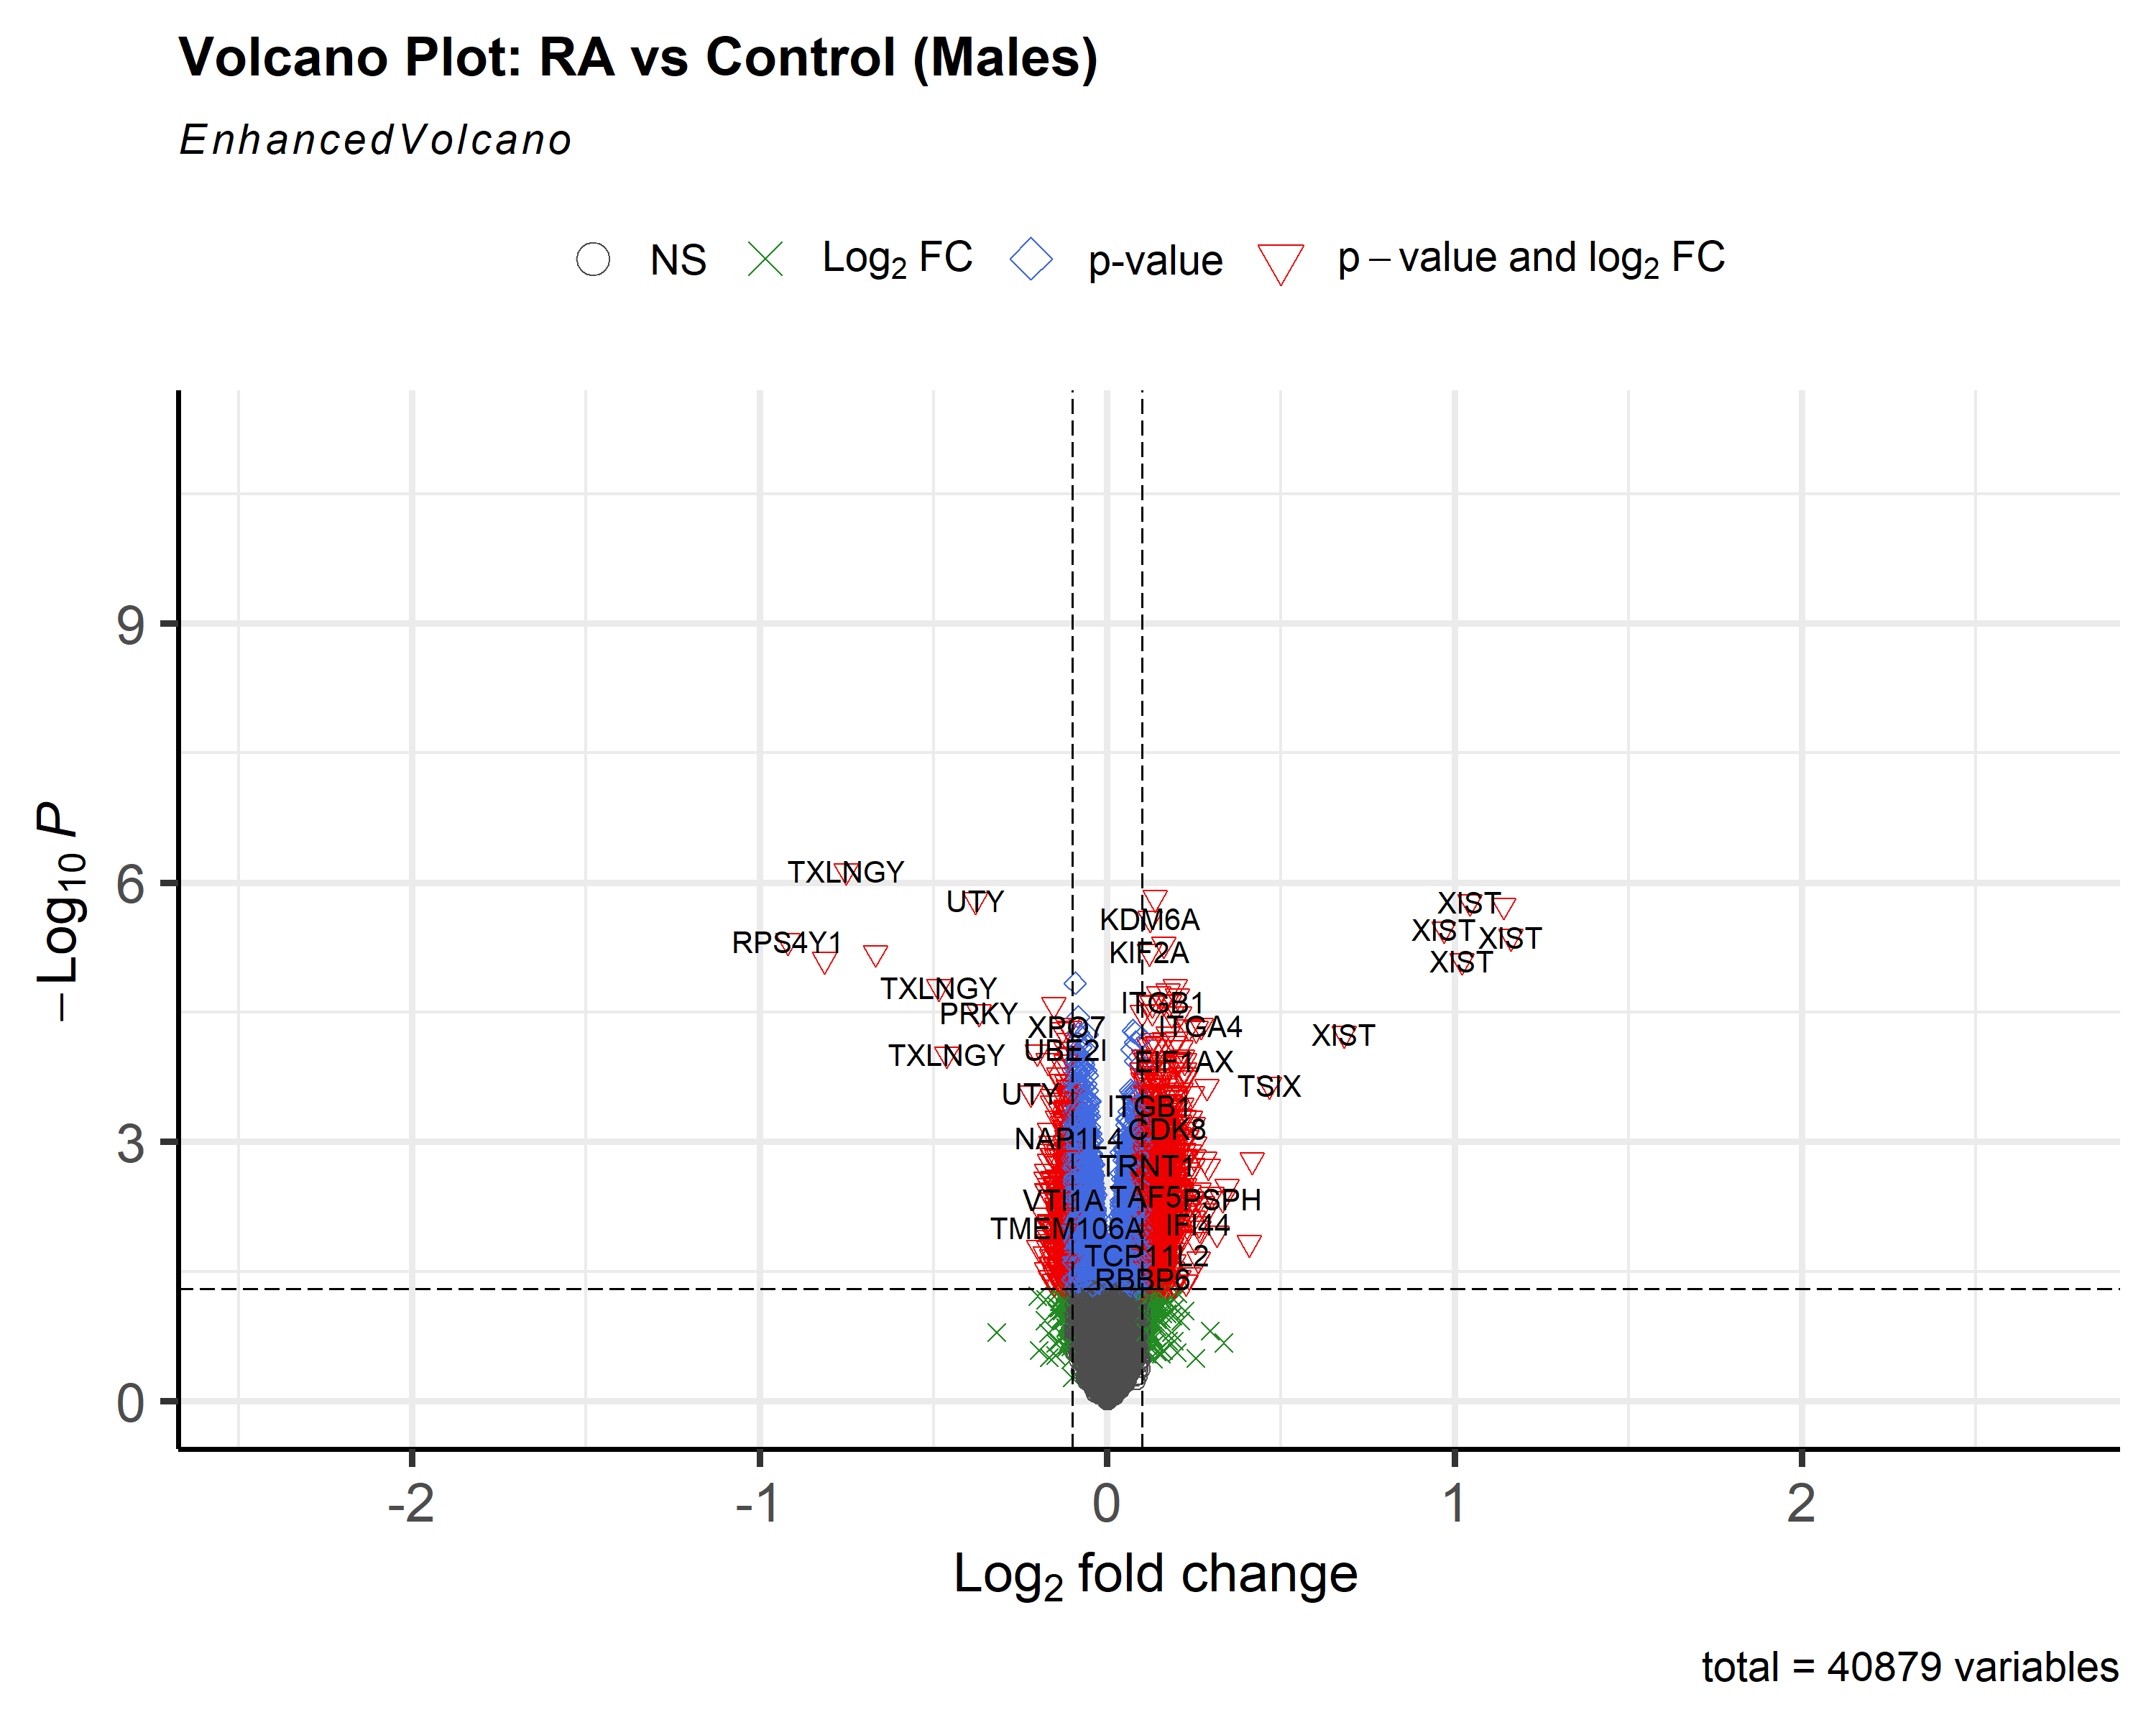 Volcano Plot: RA vs Control (Males)
EnhancedVolcano
NS Log₂ FC p-value p – value and log₂ FC
–Log₁₀ P
9
6
3
0
TXLNGY
UTY
XIST
KDM6A
XIST
XIST
RPS4Y1
KIF2A
XIST
TXLNGY
ITGB1
PRKY
XPO7
ITGA4
XIST
UBE2I
TXLNGY
EIF1AX
TSIX
UTY
ITGB1
CDK8
NAP1L4
TRNT1
VTI1A
TAF5
PSPH
TMEM106A
IFI44
TCP11L2
RBBP6
-2 -1 0 1 2
Log₂ fold change
total = 40879 variables